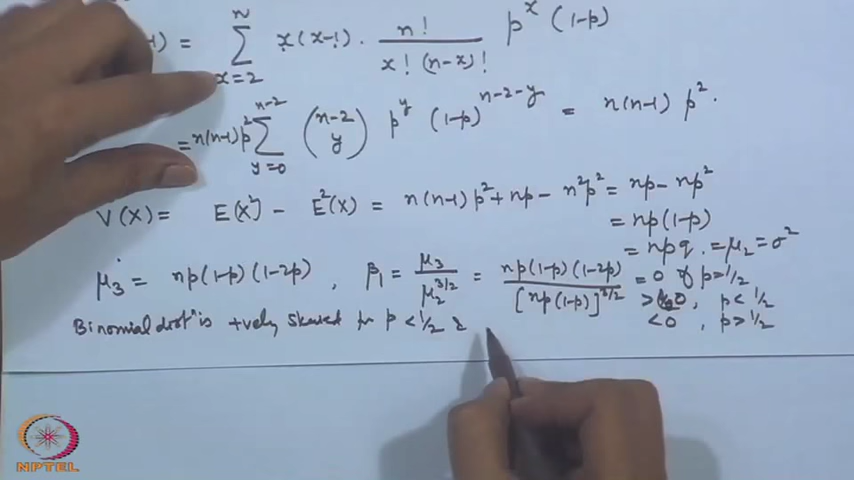 -1) = Σ x=2 n x(x-1) · n! / x! (n-x)! p^x (1-p)
= n(n-1) p² Σ y=0 n-2 (n-2 y) p^y (1-p)^n-2-y = n(n-1) p².
V(X) = E(X²) - E²(X) = n(n-1) p² + np - n²p² = np - np²
= np(1-p)
= npq . = μ₂ = σ²
μ₃ = np(1-p)(1-2p) , β₁ = μ₃ / μ₂^3/2 = np(1-p)(1-2p) / [np(1-p)]^3/2 = 0 if p = 1/2
> 0 , p < 1/2
< 0 , p > 1/2
Binomial distⁿ is +vely skewed for p < 1/2 &
NPTEL